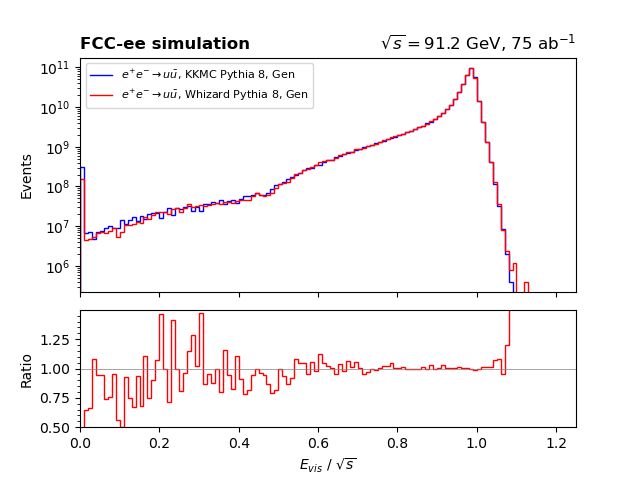 FCC-ee simulation √s = 91.2 GeV, 75 ab⁻¹
e⁺e⁻ → uū, KKMC Pythia 8, Gen
e⁺e⁻ → uū, Whizard Pythia 8, Gen
Events
10¹¹
10¹⁰
10⁹
10⁸
10⁷
10⁶
Ratio
1.25
1.00
0.75
0.50
0.0 0.2 0.4 0.6 0.8 1.0 1.2
E_vis / √s